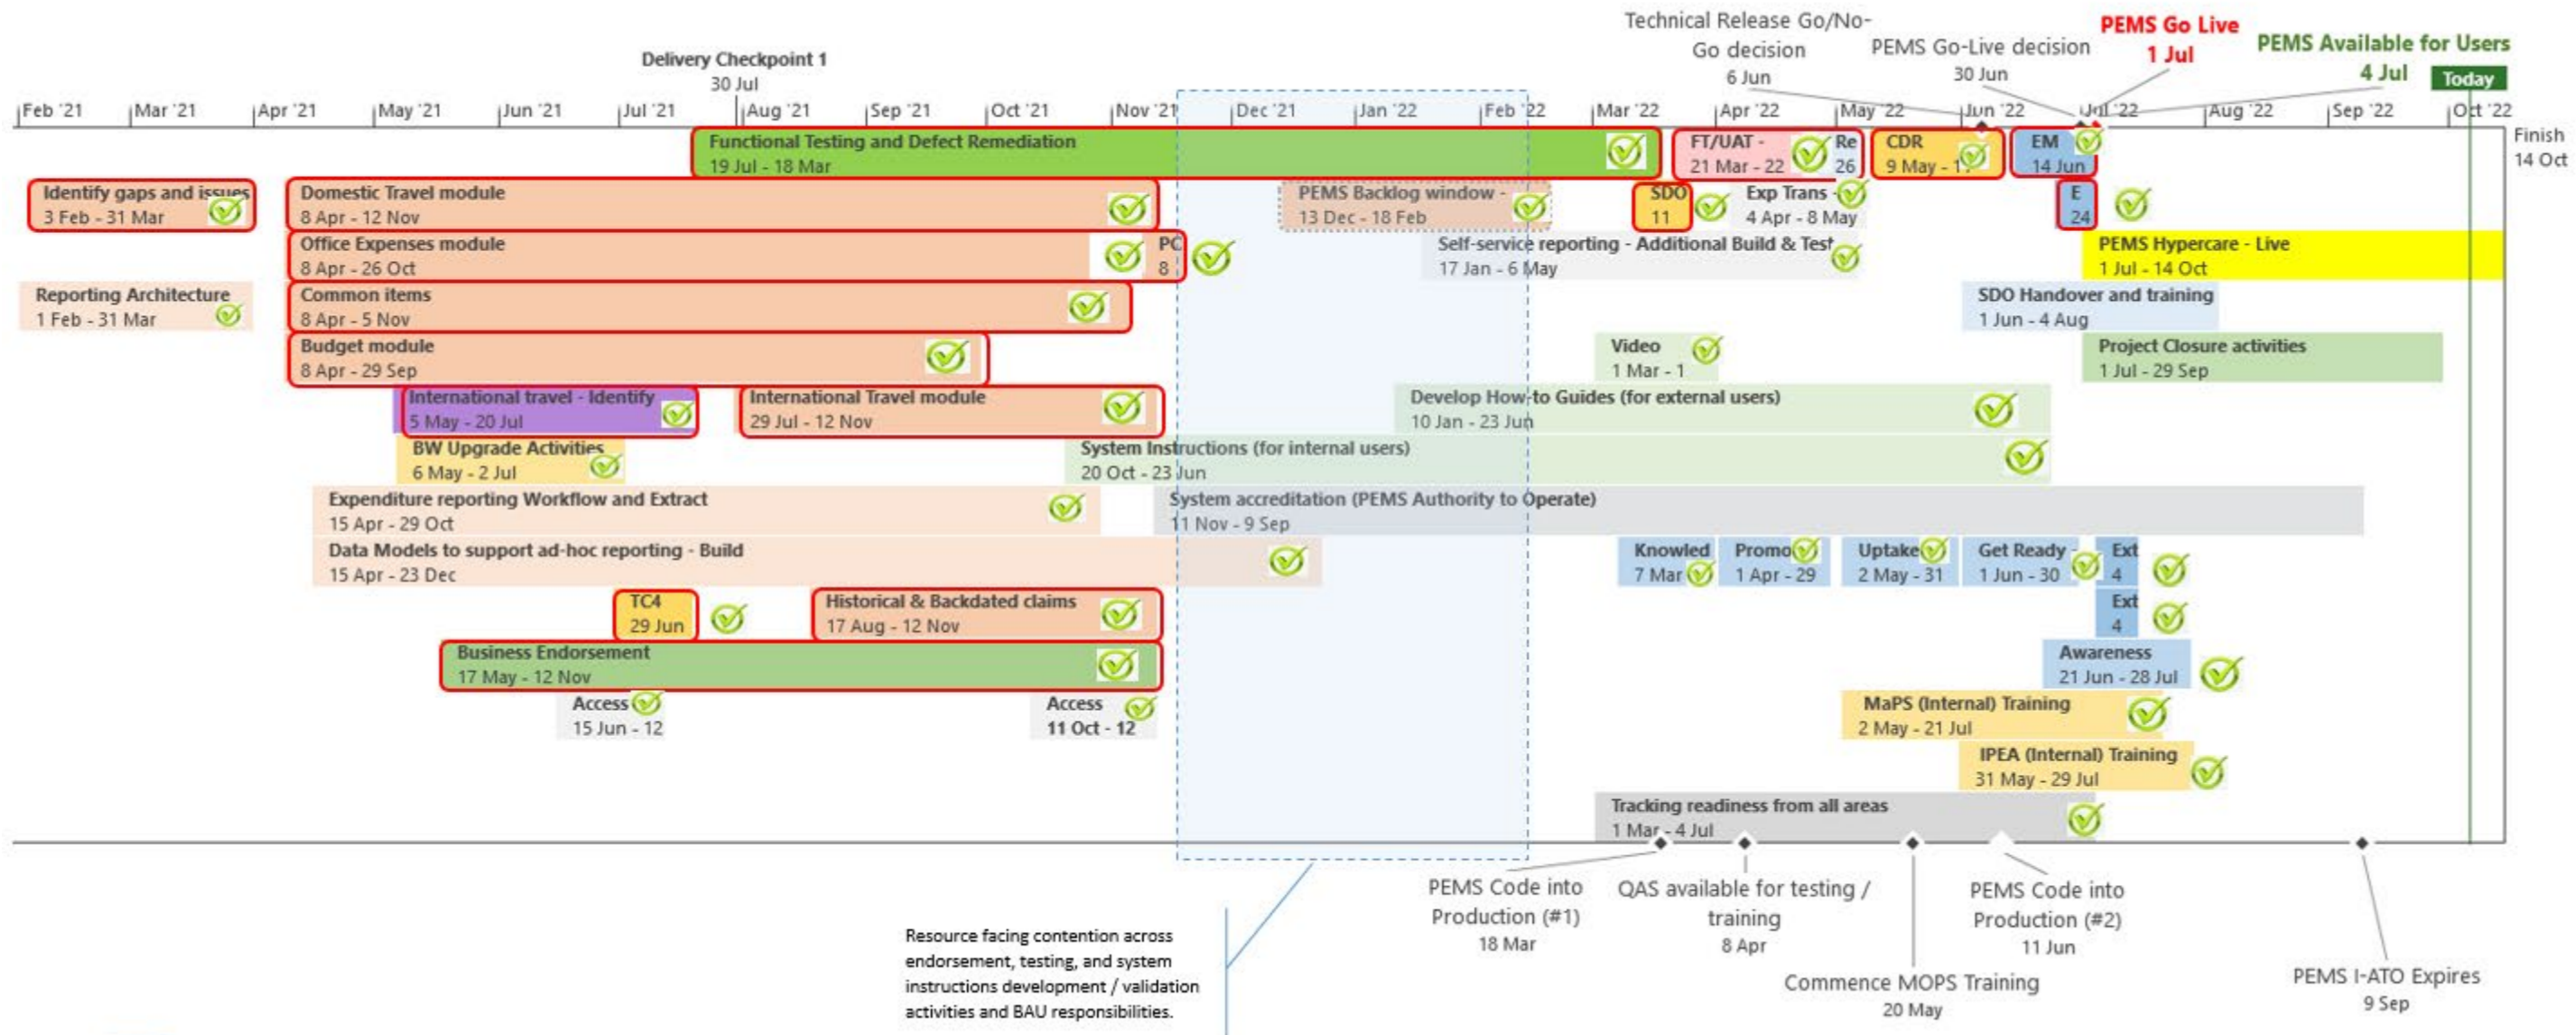 Technical Release Go/No-
Go decision
6 Jun
PEMS Go-Live decision
30 Jun
PEMS Go Live
1 Jul
PEMS Available for Users
4 Jul
Today
Delivery Checkpoint 1
30 Jul
Feb '21 Mar '21 Apr '21 May '21 Jun '21 Jul '21 Aug '21 Sep '21 Oct '21 Nov '21 Dec '21 Jan '22 Feb '22 Mar '22 Apr '22 May '22 Jun '22 Jul '22 Aug '22 Sep '22 Oct '22
Finish
14 Oct
Functional Testing and Defect Remediation
19 Jul - 18 Mar
FT/UAT -
21 Mar - 22
Re
26
CDR
9 May - 1
EM
14 Jun
Identify gaps and issues
3 Feb - 31 Mar
Domestic Travel module
8 Apr - 12 Nov
PEMS Backlog window -
13 Dec - 18 Feb
SDO
11
Exp Trans -
4 Apr - 8 May
E
24
Office Expenses module
8 Apr - 26 Oct
PC
8
Self-service reporting - Additional Build & Test
17 Jan - 6 May
PEMS Hypercare - Live
1 Jul - 14 Oct
Reporting Architecture
1 Feb - 31 Mar
Common items
8 Apr - 5 Nov
SDO Handover and training
1 Jun - 4 Aug
Budget module
8 Apr - 29 Sep
Video
1 Mar - 1
Project Closure activities
1 Jul - 29 Sep
International travel - Identify
5 May - 20 Jul
International Travel module
29 Jul - 12 Nov
Develop How-to Guides (for external users)
10 Jan - 23 Jun
BW Upgrade Activities
6 May - 2 Jul
System Instructions (for internal users)
20 Oct - 23 Jun
Expenditure reporting Workflow and Extract
15 Apr - 29 Oct
System accreditation (PEMS Authority to Operate)
11 Nov - 9 Sep
Data Models to support ad-hoc reporting - Build
15 Apr - 23 Dec
Knowled
7 Mar
Promo
1 Apr - 29
Uptake
2 May - 31
Get Ready -
1 Jun - 30
Ext
4
TC4
29 Jun
Historical & Backdated claims
17 Aug - 12 Nov
Ext
4
Business Endorsement
17 May - 12 Nov
Awareness
21 Jun - 28 Jul
Access
15 Jun - 12
Access
11 Oct - 12
MaPS (Internal) Training
2 May - 21 Jul
IPEA (Internal) Training
31 May - 29 Jul
Tracking readiness from all areas
1 Mar - 4 Jul
PEMS Code into
Production (#1)
18 Mar
QAS available for testing /
training
8 Apr
Commence MOPS Training
20 May
PEMS Code into
Production (#2)
11 Jun
PEMS I-ATO Expires
9 Sep
Resource facing contention across
endorsement, testing, and system
instructions development / validation
activities and BAU responsibilities.